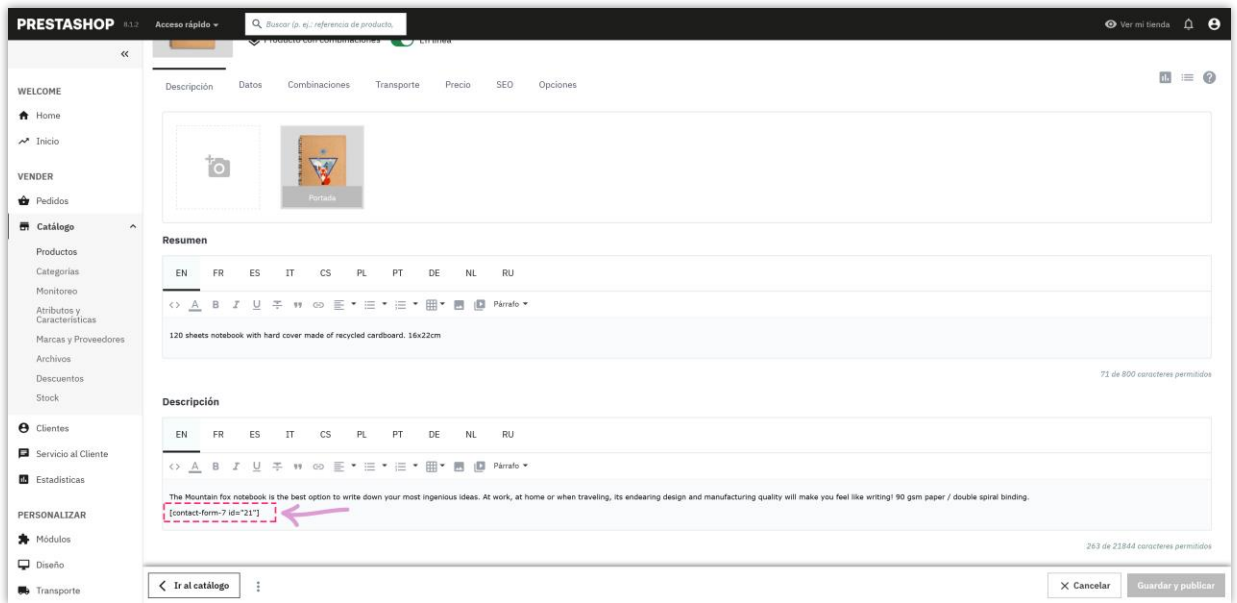 PRESTASHOP 8.1.2 Acceso rápido Buscar (p. ej.: referencia de producto, Ver mi tienda
Producto con combinaciones En línea
WELCOME
Home
Inicio
VENDER
Pedidos
Catálogo
Productos
Categorías
Monitoreo
Atributos y
Características
Marcas y Proveedores
Archivos
Descuentos
Stock
Clientes
Servicio al Cliente
Estadísticas
PERSONALIZAR
Módulos
Diseño
Transporte
Descripción Datos Combinaciones Transporte Precio SEO Opciones
Portada
Resumen
EN FR ES IT CS PL PT DE NL RU
Párrafo
120 sheets notebook with hard cover made of recycled cardboard. 16x22cm
71 de 800 caracteres permitidos
Descripción
EN FR ES IT CS PL PT DE NL RU
Párrafo
The Mountain fox notebook is the best option to write down your most ingenious ideas. At work, at home or when traveling, its endearing design and manufacturing quality will make you feel like writing! 90 gsm paper / double spiral binding.
[contact-form-7 id="21"]
263 de 21844 caracteres permitidos
Ir al catálogo
Cancelar Guardar y publicar